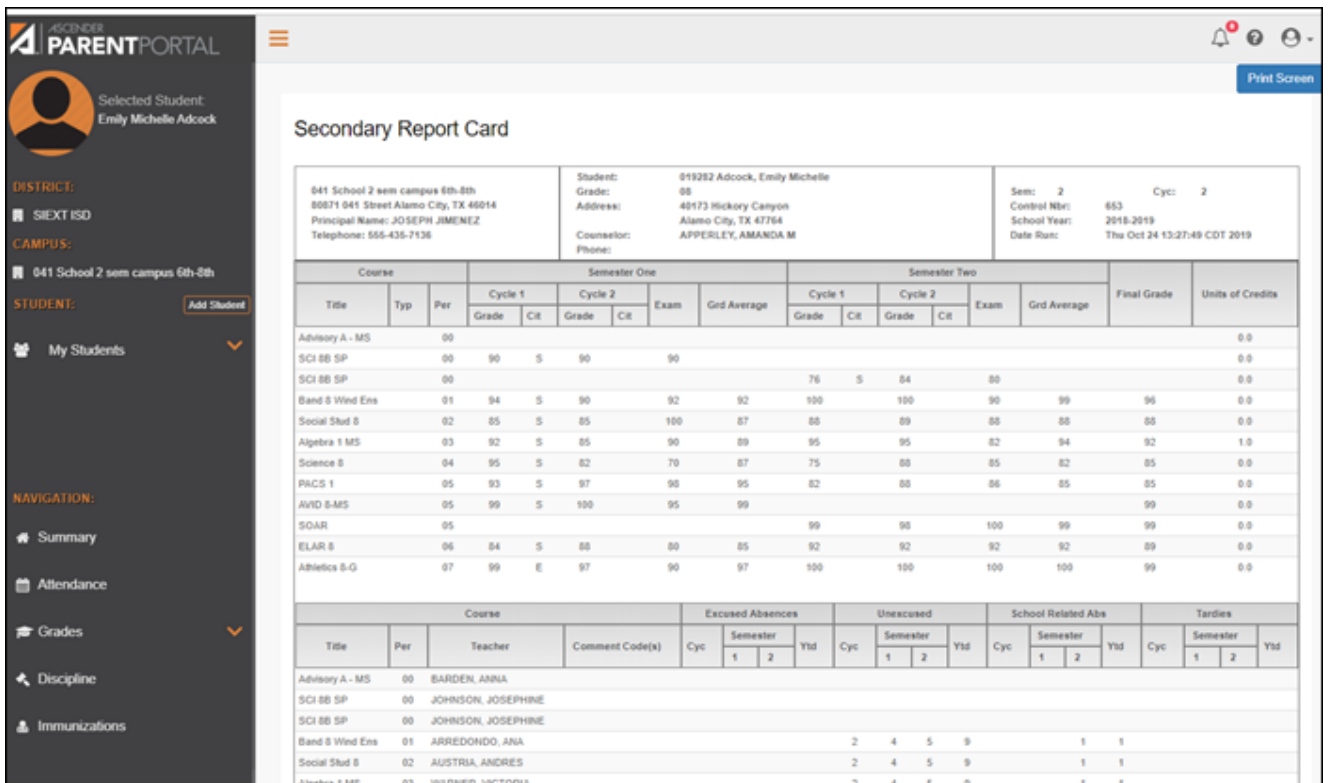 ASCENDER
PARENTPORTAL
0
Print Screen
Selected Student:
Emily Michelle Adcock
DISTRICT:
SIEXT ISD
CAMPUS:
041 School 2 sem campus 6th-8th
STUDENT: Add Student
My Students
NAVIGATION:
Summary
Attendance
Grades
Discipline
Immunizations
Secondary Report Card
041 School 2 sem campus 6th-8th
80871 041 Street Alamo City, TX 46014
Principal Name: JOSEPH JIMENEZ
Telephone: 555-435-7136
Student: 019282 Adcock, Emily Michelle
Grade: 08
Address: 40173 Hickory Canyon
Alamo City, TX 47764
Counselor: APPERLEY, AMANDA M
Phone:
Sem: 2 Cyc: 2
Control Nbr: 653
School Year: 2018-2019
Date Run: Thu Oct 24 13:27:49 CDT 2019
Course Semester One Semester Two Final Grade Units of Credits
Title Typ Per Cycle 1 Cycle 2 Exam Grd Average Cycle 1 Cycle 2 Exam Grd Average
Grade Cit Grade Cit Grade Cit Grade Cit
Advisory A - MS 00 0.0
SCI 8B SP 00 90 S 90 90 0.0
SCI 8B SP 00 76 S 84 80 0.0
Band 8 Wind Ens 01 94 S 90 92 92 100 100 90 99 96 0.0
Social Stud 8 02 85 S 85 100 87 88 89 88 88 88 0.0
Algebra 1 MS 03 92 S 85 90 89 95 95 82 94 92 1.0
Science 8 04 95 S 82 70 87 75 88 85 82 85 0.0
PACS 1 05 93 S 97 98 95 82 88 86 85 85 0.0
AVID 8-MS 05 99 S 100 95 99 99 0.0
SOAR 05 99 98 100 99 99 0.0
ELAR 8 06 84 S 88 80 85 92 92 92 92 89 0.0
Athletics 8-G 07 99 E 97 90 97 100 100 100 100 99 0.0
Course Excused Absences Unexcused School Related Abs Tardies
Title Per Teacher Comment Code(s) Cyc Semester Ytd Cyc Semester Ytd Cyc Semester Ytd Cyc Semester Ytd
1 2 1 2 1 2 1 2
Advisory A - MS 00 BARDEN, ANNA
SCI 8B SP 00 JOHNSON, JOSEPHINE
SCI 8B SP 00 JOHNSON, JOSEPHINE
Band 8 Wind Ens 01 ARREDONDO, ANA 2 4 5 9 1 1
Social Stud 8 02 AUSTRIA, ANDRES 2 4 5 9 1 1